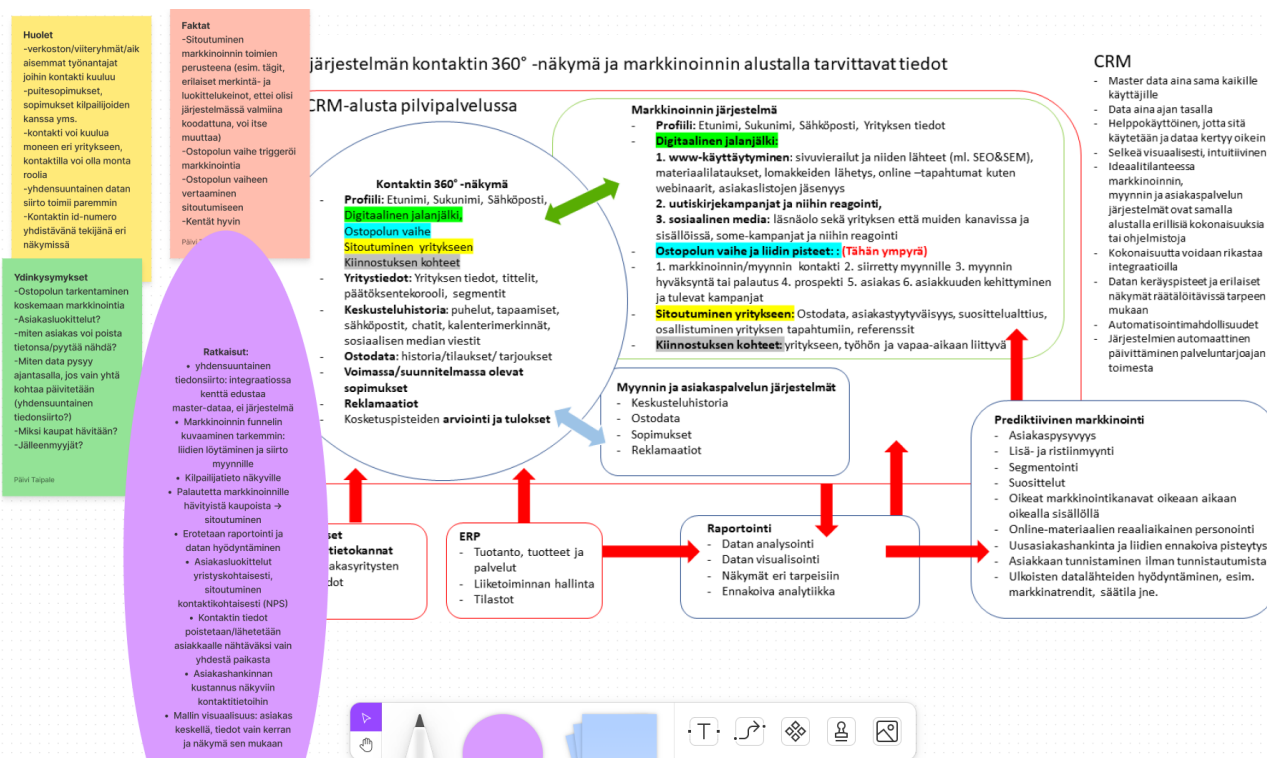 Huolet
-verkoston/viiteryhmät/aik
aisemmat työnantajat
joihin kontakti kuuluu
-puitesopimukset,
sopimukset kilpailijoiden
kanssa yms.
-kontakti voi kuulua
moneen eri yritykseen,
kontaktilla voi olla monta
roolia
-yhdensuuntainen datan
siirto toimii paremmin
-Kontaktin id-numero
yhdistävänä tekijänä eri
näkymissä
Faktat
-Sitoutuminen
markkinoinnin toimien
perusteena (esim. tägit,
erilaiset merkintä- ja
luokittelukeinot, ettei olisi
järjestelmässä valmiina
koodattuna, voi itse
muuttaa)
-Ostopolun vaihe triggeröi
markkinointia
-Ostopolun vaiheen
vertaaminen
sitoutumiseen
-Kentät hyvin
Päivi T
Ydinkysymykset
-Ostopolun tarkentaminen
koskemaan markkinointia
-Asiakasluokittelu?
-miten asiakas voi poista
tietonsa/pyytää nähdä?
-Miten data pysyy
ajantasalla, jos vain yhtä
kohtaa päivitetään
(yhdensuuntainen
tiedonsiirto?)
-Miksi kaupat hävitään?
-Jälleenmyyjät?
Päivi Taipale
Ratkaisut:
• yhdensuuntainen
tiedonsiirto: integraatiossa
kenttä edustaa
master-dataa, ei järjestelmä
• Markkinoinnin funnelin
kuvaaminen tarkemmin:
liidien löytäminen ja siirto
myynnille
• Kilpailijatieto näkyville
• Palautetta markkinoinnille
hävityistä kaupoista →
sitoutuminen
• Erotetaan raportointi ja
datan hyödyntäminen
• Asiakasluokittelut
yristyskohtaisesti,
sitoutuminen
kontaktikohtaisesti (NPS)
• Kontaktin tiedot
poistetaan/lähetetään
asiakkaalle nähtäväksi vain
yhdestä paikasta
• Asiakashankinnan
kustannus näkyviin
kontaktitietoihin
• Mallin visuaalisuus: asiakas
keskellä, tiedot vain kerran
ja näkymä sen mukaan
järjestelmän kontaktin 360° -näkymä ja markkinoinnin alustalla tarvittavat tiedot
CRM-alusta pilvipalvelussa
Kontaktin 360° -näkymä
- Profiili: Etunimi, Sukunimi, Sähköposti,
Digitaalinen jalanjälki,
Ostopolun vaihe
Sitoutuminen yritykseen
Kiinnostuksen kohteet
- Yritystiedot: Yrityksen tiedot, tittelit,
päätöksentekorooli, segmentit
- Keskusteluhistoria: puhelut, tapaamiset,
sähköpostit, chatit, kalenterimerkinnät,
sosiaalisen median viestit
- Ostodata: historia/tilaukset/ tarjoukset
- Voimassa/suunnitelmassa olevat
sopimukset
- Reklamaatiot
- Kosketuspisteiden arviointi ja tulokset
Markkinoinnin järjestelmä
- Profiili: Etunimi, Sukunimi, Sähköposti, Yrityksen tiedot
- Digitaalinen jalanjälki:
1. www-käyttäytyminen: sivuvierailut ja niiden lähteet (ml. SEO&SEM),
materiaalilataukset, lomakkeiden lähetys, online –tapahtumat kuten
webinaarit, asiakaslistojen jäsenyys
2. uutiskirjekampanjat ja niihin reagointi,
3. sosiaalinen media: läsnäolo sekä yrityksen että muiden kanavissa ja
sisällöissä, some-kampanjat ja niihin reagointi
- Ostopolun vaihe ja liidin pisteet: : (Tähän ympyrä)
- 1. markkinoinnin/myynnin kontakti 2. siirretty myynnille 3. myynnin
hyväksyntä tai palautus 4. prospekti 5. asiakas 6. asiakkuuden kehittyminen
ja tulevat kampanjat
- Sitoutuminen yritykseen: Ostodata, asiakastyytyväisyys, suosittelualttius,
osallistuminen yrityksen tapahtumiin, referenssit
- Kiinnostuksen kohteet: yritykseen, työhön ja vapaa-aikaan liittyvä
Myynnin ja asiakaspalvelun järjestelmät
- Keskusteluhistoria
- Ostodata
- Sopimukset
- Reklamaatiot
CRM
- Master data aina sama kaikille
käyttäjille
- Data aina ajan tasalla
- Helppokäyttöinen, jotta sitä
käytetään ja dataa kertyy oikein
- Selkeä visuaalisesti, intuitiivinen
- Ideaalitilanteessa
markkinoinnin,
myynnin ja asiakaspalvelun
järjestelmät ovat samalla
alustalla erillisiä kokonaisuuksia
tai ohjelmistoja
- Kokonaisuutta voidaan rikastaa
integraatioilla
- Datan keräyspisteet ja erilaiset
näkymät räätälöitävissä tarpeen
mukaan
- Automatisointimahdollisuudet
- Järjestelmien automaattinen
päivittäminen palveluntarjoajan
toimesta
set
tietokannat
akasyritysten
dot
ERP
- Tuotanto, tuotteet ja
palvelut
- Liiketoiminnan hallinta
- Tilastot
Raportointi
- Datan analysointi
- Datan visualisointi
- Näkymät eri tarpeisiin
- Ennakoiva analytiikka
Prediktiivinen markkinointi
- Asiakaspysyvyys
- Lisä- ja ristiinmyynti
- Segmentointi
- Suosittelut
- Oikeat markkinointikanavat oikeaan aikaan
oikealla sisällöllä
- Online-materiaalien reaaliaikainen personointi
- Uusasiakashankinta ja liidien ennakoiva pisteytys
- Asiakkaan tunnistaminen ilman tunnistautumista
- Ulkoisten datalähteiden hyödyntäminen, esim.
markkinatrendit, säätila jne.
T